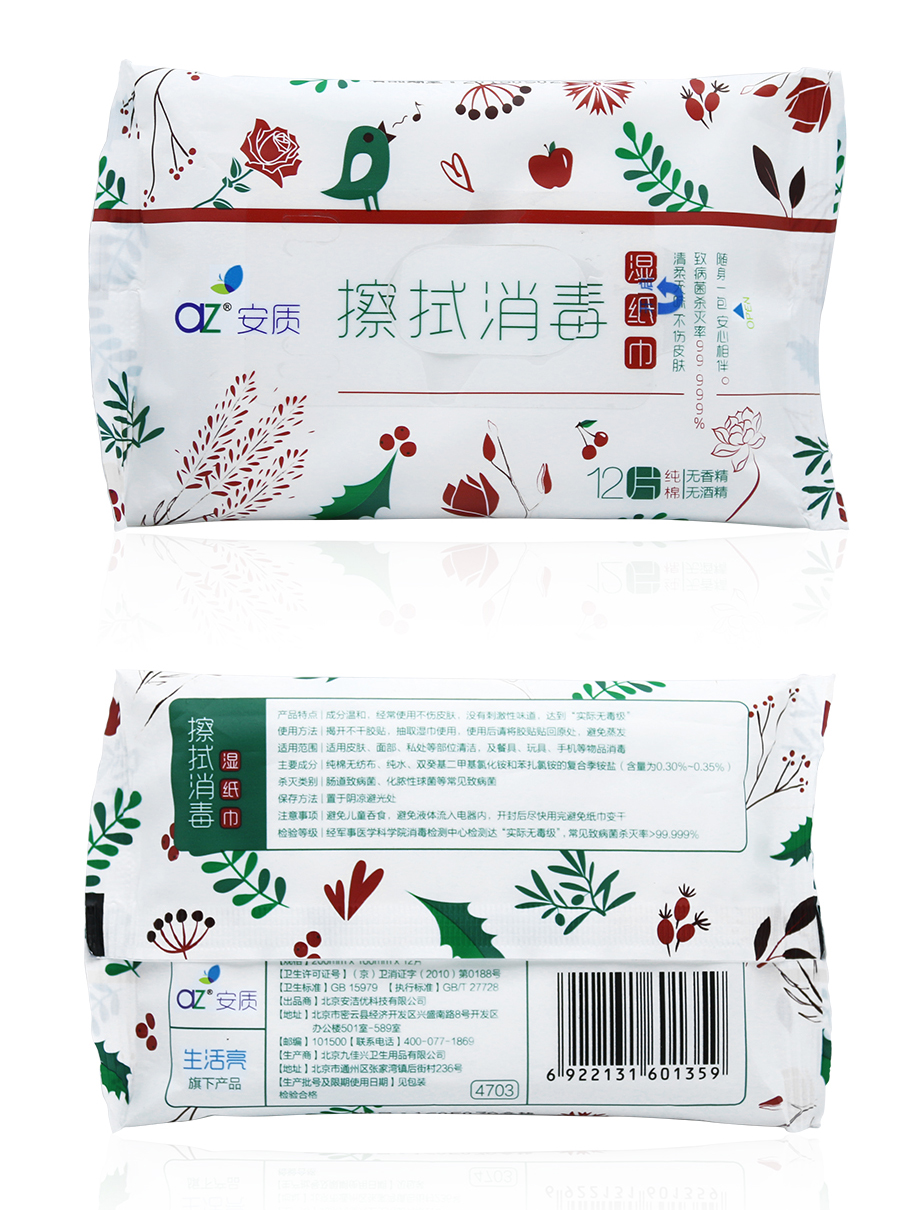 az® 安质
擦拭消毒
湿纸巾
随身一包 安心相伴。
致病菌杀灭率99.999%
清柔无味 不伤皮肤
OPEN
12片 纯棉 无香精 无酒精
擦拭消毒
湿纸巾
产品特点 | 成分温和，经常使用不伤皮肤，没有刺激性味道，达到“实际无毒级”
使用方法 | 揭开不干胶贴，抽取湿巾使用，使用后请将胶贴贴回原处，避免蒸发
适用范围 | 适用皮肤、面部、私处等部位清洁，及餐具、玩具、手机等物品消毒
主要成分 | 纯棉无纺布、纯水、双癸基二甲基氯化铵和苯扎氯铵的复合季铵盐（含量为0.30%~0.35%）
杀灭类别 | 肠道致病菌、化脓性球菌等常见致病菌
保存方法 | 置于阴凉避光处
注意事项 | 避免儿童吞食，避免液体流入电器内，开封后尽快用完避免纸巾变干
检验等级 | 经军事医学科学院消毒检测中心检测达“实际无毒级”，常见致病菌杀灭率>99.999%
az® 安质
生活亮
旗下产品
【卫生许可证号】（京）卫消证字（2010）第0188号
【卫生标准】GB 15979 【执行标准】GB/T 27728
【出品商】北京安洁优科技有限公司
【地址】北京市密云县经济开发区兴盛南路8号开发区
办公楼501室-589室
【邮编】101500【联系电话】400-077-1869
【生产商】北京九佳兴卫生用品有限公司
【地址】北京市通州区张家湾镇后街村236号
【生产批号及限期使用日期】见包装
检验合格
4703
6 922131 601359